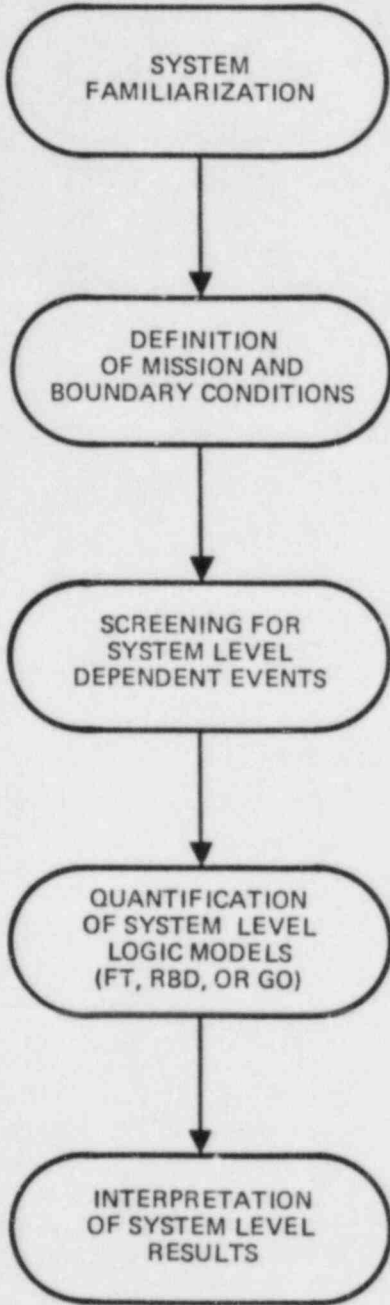 SYSTEM
FAMILIARIZATION
DEFINITION
OF MISSION AND
BOUNDARY CONDITIONS
SCREENING FOR
SYSTEM LEVEL
DEPENDENT EVENTS
QUANTIFICATION
OF SYSTEM LEVEL
LOGIC MODELS
(FT, RBD, OR GO)
INTERPRETATION
OF SYSTEM LEVEL
RESULTS